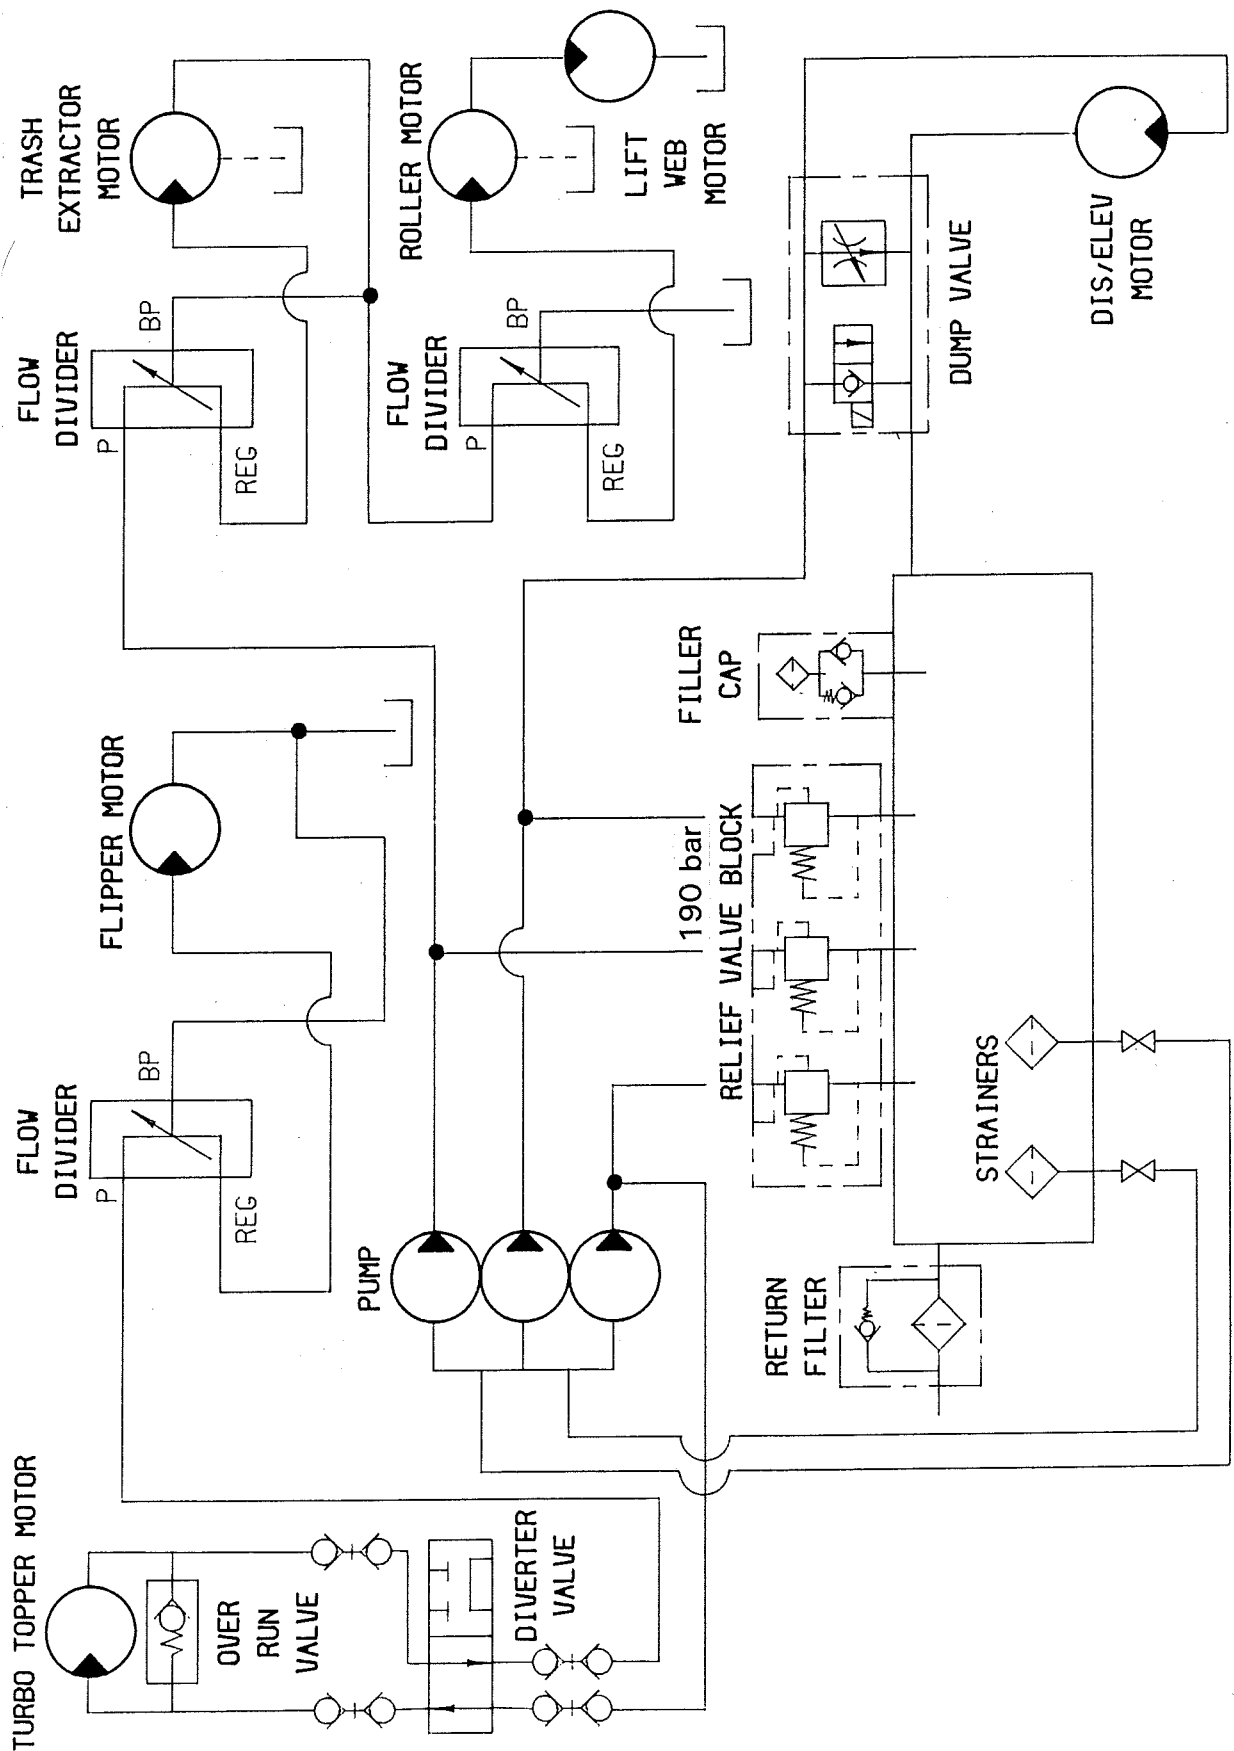 TURBO TOPPER MOTOR
OVER
RUN
VALVE
DIVERTER
VALVE
FLOW
DIVIDER
P
BP
REG
FLIPPER MOTOR
FLOW
DIVIDER
P
BP
REG
TRASH
EXTRACTOR
MOTOR
FLOW
DIVIDER
P
BP
REG
ROLLER MOTOR
LIFT
WEB
MOTOR
PUMP
190 bar
RELIEF VALVE BLOCK
FILLER
CAP
DUMP VALVE
DIS/ELEV
MOTOR
RETURN
FILTER
STRAINERS